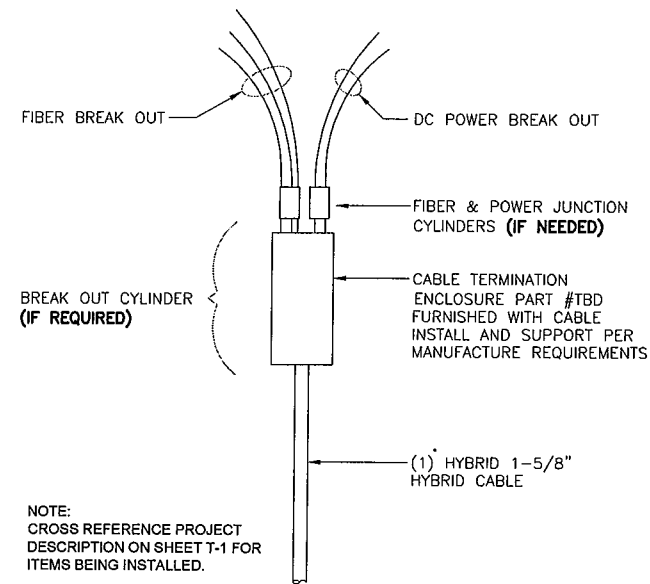 FIBER BREAK OUT
DC POWER BREAK OUT
FIBER & POWER JUNCTION
CYLINDERS (IF NEEDED)
BREAK OUT CYLINDER
(IF REQUIRED)
CABLE TERMINATION
ENCLOSURE PART #TBD
FURNISHED WITH CABLE
INSTALL AND SUPPORT PER
MANUFACTURE REQUIREMENTS
(1) HYBRID 1-5/8"
HYBRID CABLE
NOTE:
CROSS REFERENCE PROJECT
DESCRIPTION ON SHEET T-1 FOR
ITEMS BEING INSTALLED.